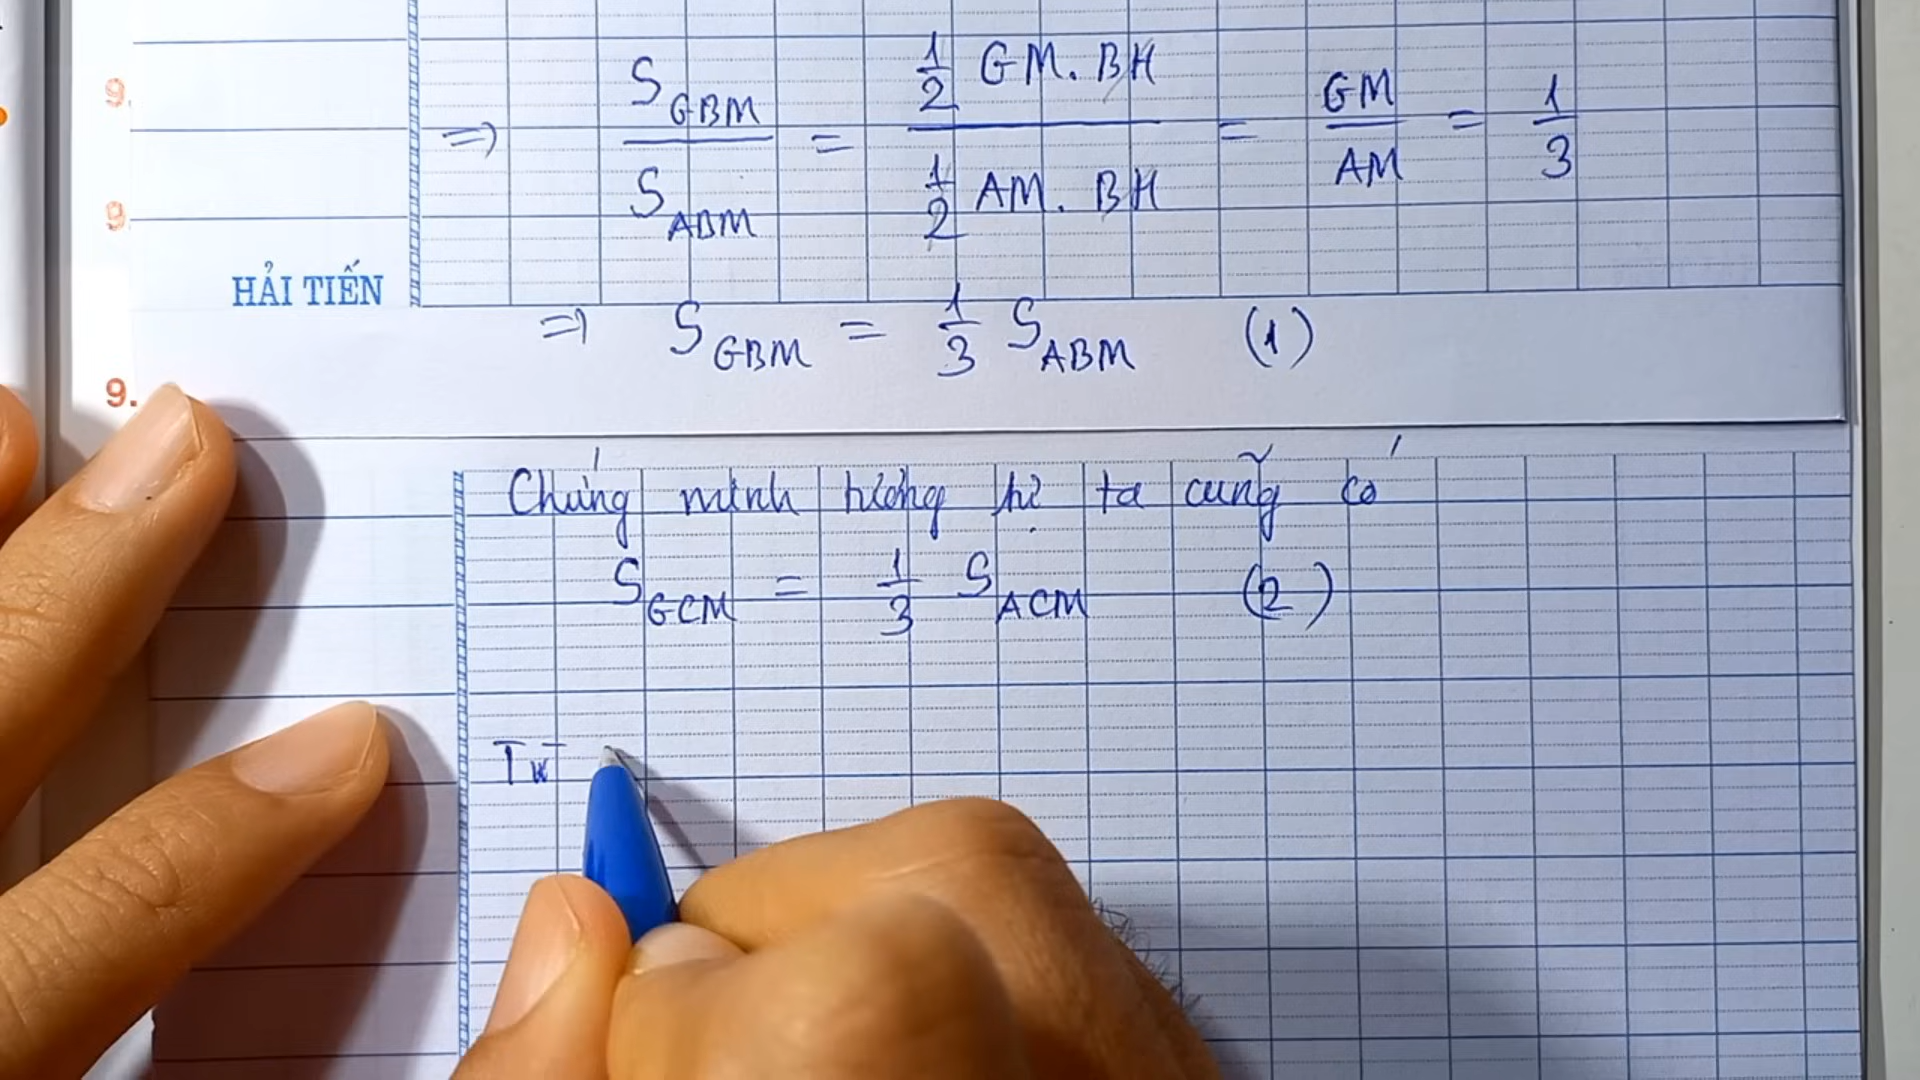 9.
⇒ S_GBM / S_ABM = (1/2 GM. BH) / (1/2 AM. BH) = GM / AM = 1/3
9
HẢI TIẾN
⇒ S_GBM = 1/3 S_ABM (1)
9.
Chứng minh tương tự ta cũng có
S_GCM = 1/3 S_ACM (2)
Từ